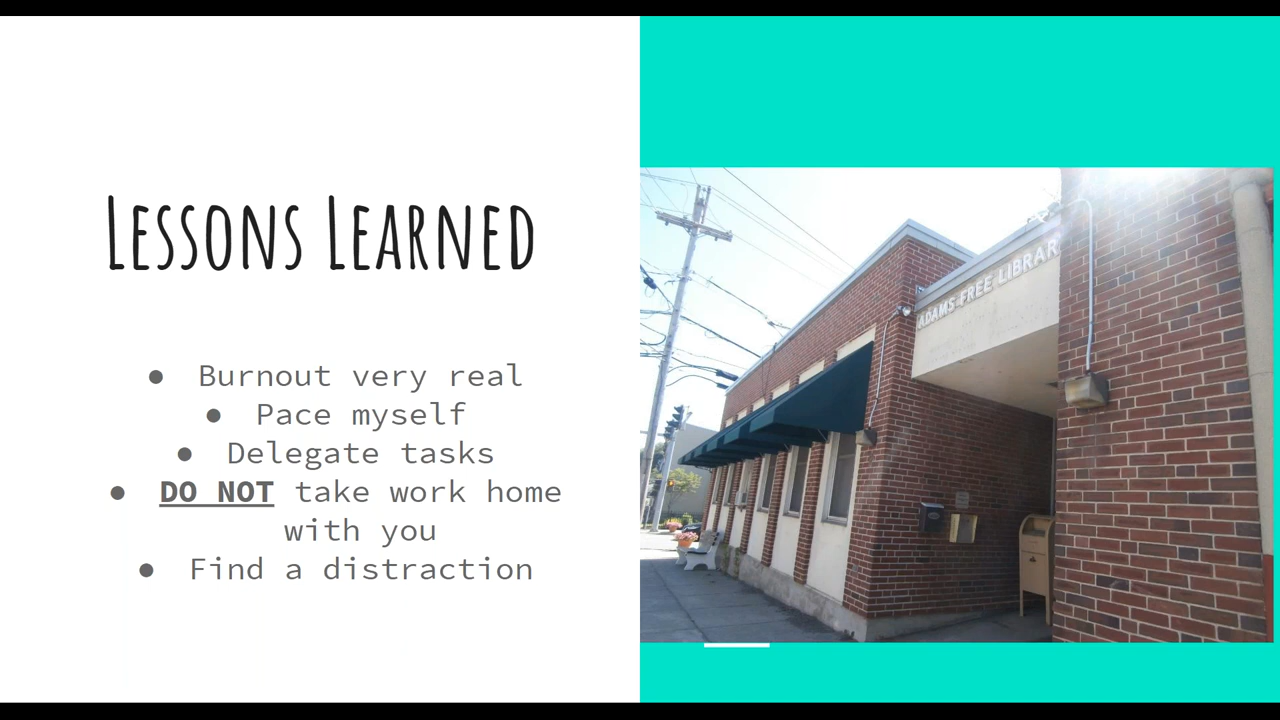 Lessons Learned
● Burnout very real
● Pace myself
● Delegate tasks
● DO NOT take work home
with you
● Find a distraction
ADAMS FREE LIBRAR